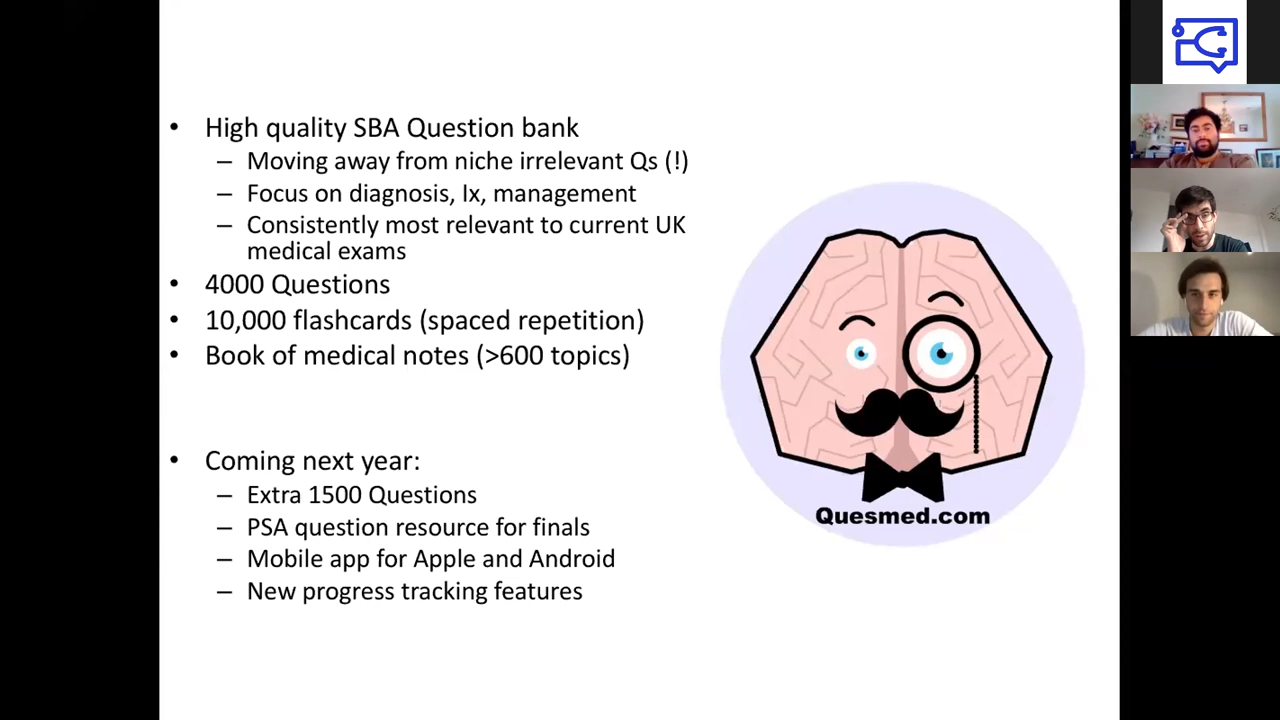 • High quality SBA Question bank
– Moving away from niche irrelevant Qs (!)
– Focus on diagnosis, Ix, management
– Consistently most relevant to current UK
medical exams
• 4000 Questions
• 10,000 flashcards (spaced repetition)
• Book of medical notes (>600 topics)
• Coming next year:
– Extra 1500 Questions
– PSA question resource for finals
– Mobile app for Apple and Android
– New progress tracking features
Quesmed.com